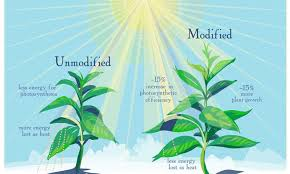 Unmodified
less energy for
photosynthesis
more energy
lost as heat
Modified
~15%
increase in
photosynthetic
efficiency
~15%
more
plant growth
less energy
lost as heat